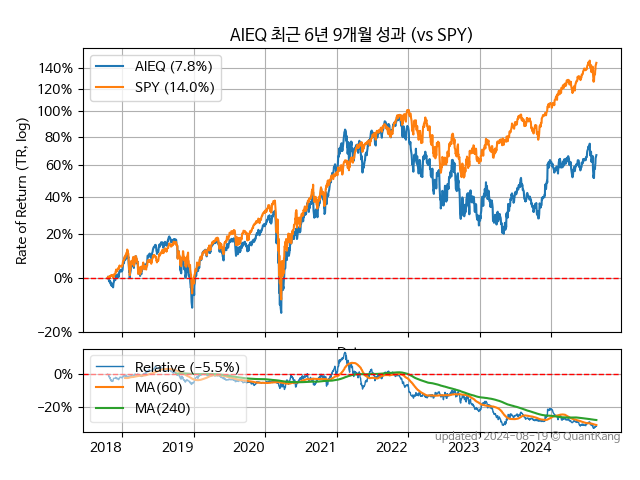 AIEQ 최근 6년 9개월 성과 (vs SPY)
Rate of Return (TR, log)
140%
120%
100%
80%
60%
40%
20%
0%
−20%
AIEQ (7.8%)
SPY (14.0%)
0%
−20%
Relative (−5.5%)
MA(60)
MA(240)
2018 2019 2020 2021 2022 2023 2024
updated: 2024-08-19 © QuantKang